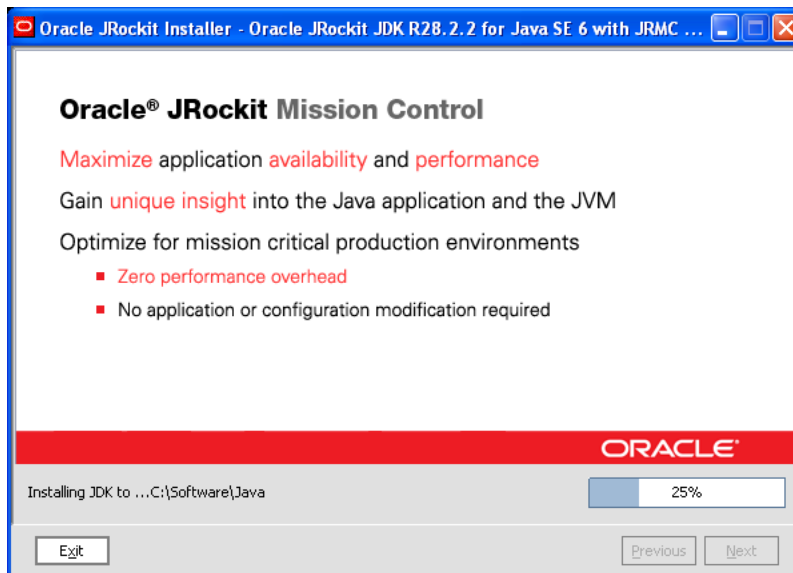 Oracle JRockit Installer - Oracle JRockit JDK R28.2.2 for Java SE 6 with JRMC ...
Oracle® JRockit Mission Control
Maximize application availability and performance
Gain unique insight into the Java application and the JVM
Optimize for mission critical production environments
Zero performance overhead
No application or configuration modification required
ORACLE
Installing JDK to ...C:\Software\Java
25%
Exit
Previous
Next